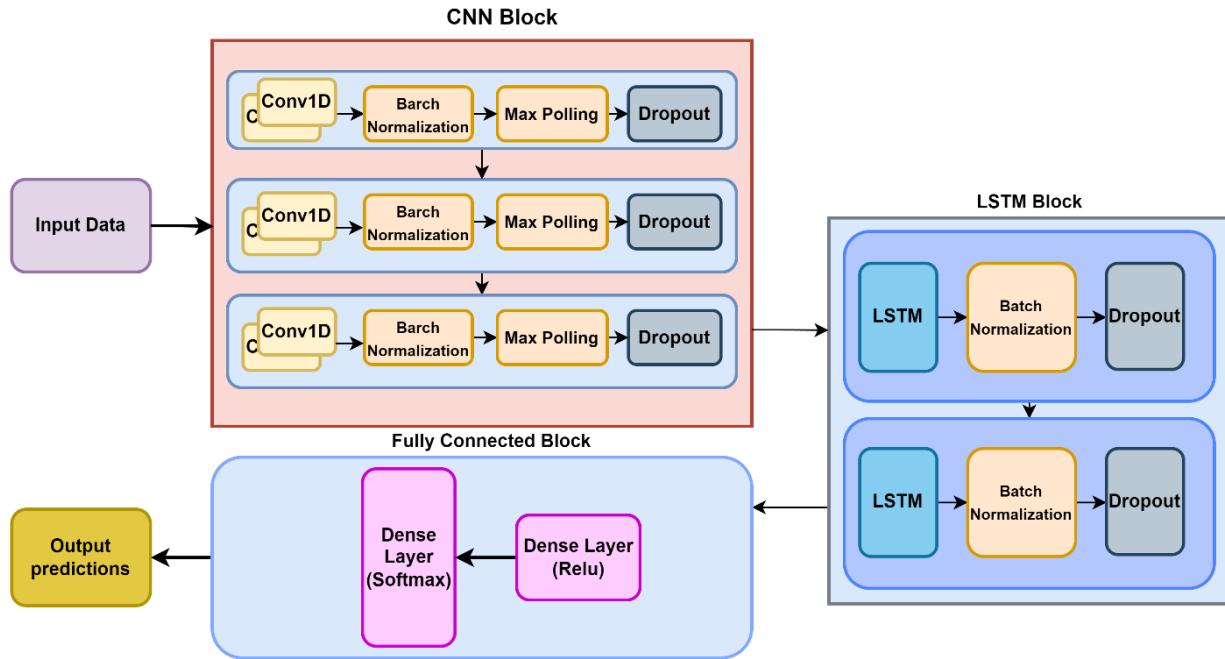 CNN Block
C
Conv1D
Barch
Normalization
Max Polling
Dropout
C
Conv1D
Barch
Normalization
Max Polling
Dropout
C
Conv1D
Barch
Normalization
Max Polling
Dropout
Input Data
LSTM Block
LSTM
Batch
Normalization
Dropout
LSTM
Batch
Normalization
Dropout
Fully Connected Block
Dense Layer
(Relu)
Dense
Layer
(Softmax)
Output
predictions